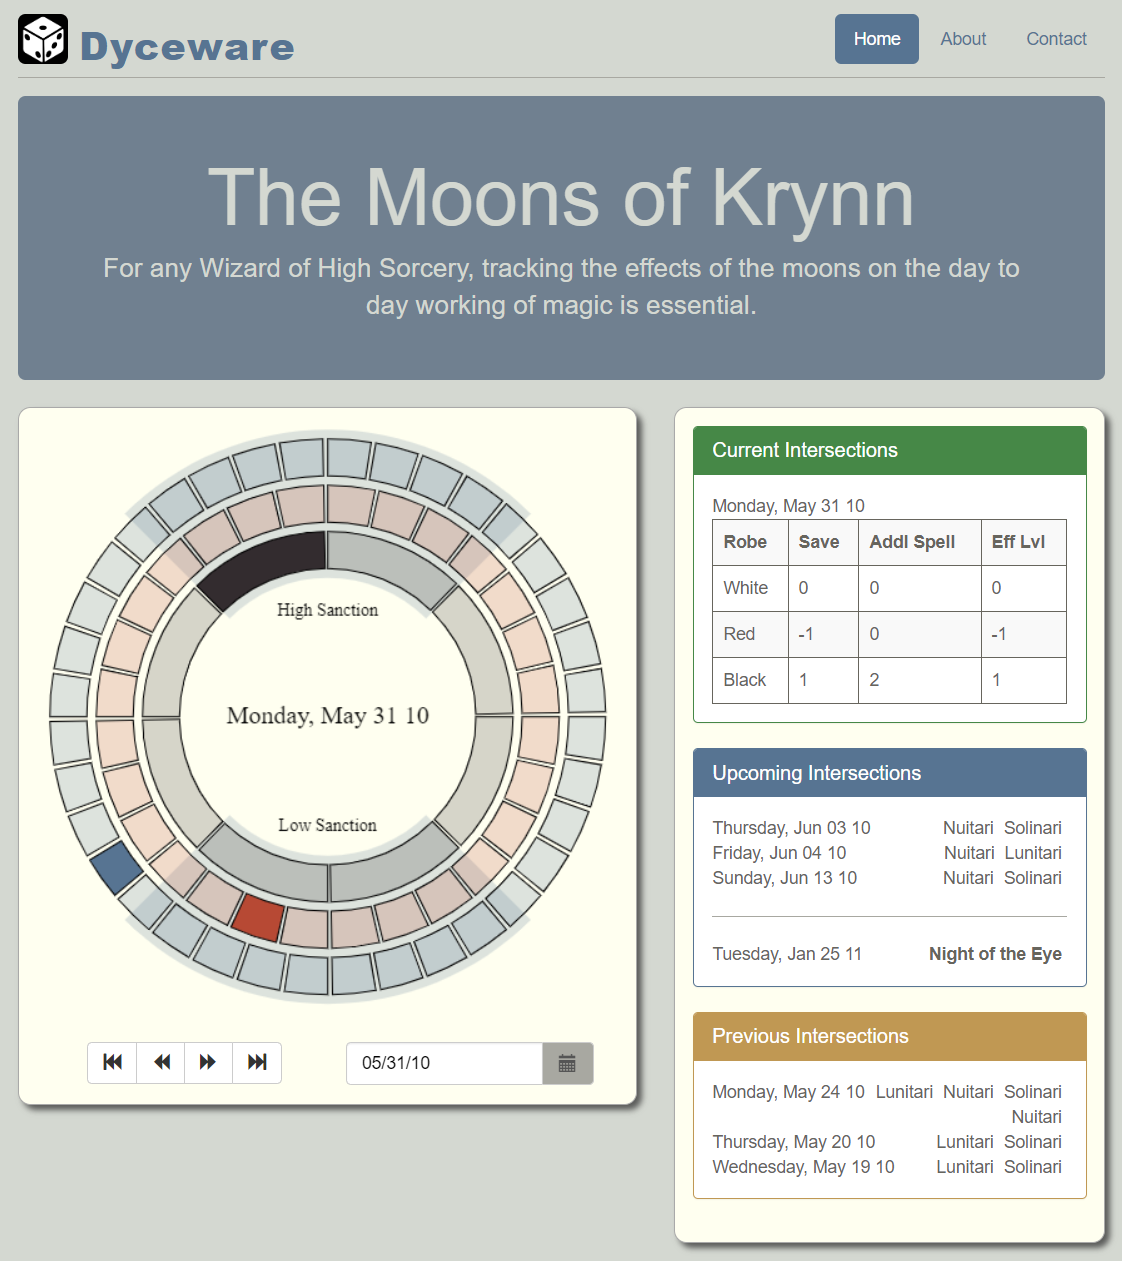 Dyceware
Home About Contact
The Moons of Krynn
For any Wizard of High Sorcery, tracking the effects of the moons on the day to
day working of magic is essential.
High Sanction
Monday, May 31 10
Low Sanction
05/31/10
Current Intersections
Monday, May 31 10
Robe Save Addl Spell Eff Lvl
White 0 0 0
Red -1 0 -1
Black 1 2 1
Upcoming Intersections
Thursday, Jun 03 10 Nuitari Solinari
Friday, Jun 04 10 Nuitari Lunitari
Sunday, Jun 13 10 Nuitari Solinari
Tuesday, Jan 25 11 Night of the Eye
Previous Intersections
Monday, May 24 10 Lunitari Nuitari Solinari
Nuitari
Thursday, May 20 10 Lunitari Solinari
Wednesday, May 19 10 Lunitari Solinari